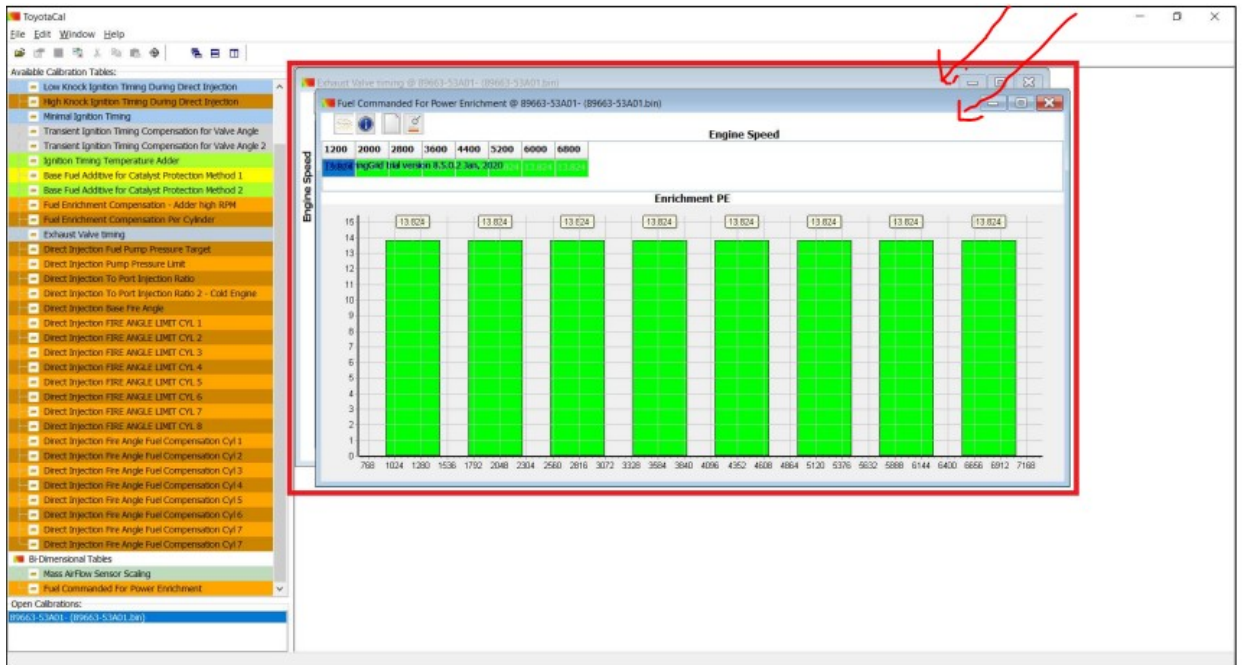 ToyotaCal
File Edit Window Help
Available Calibration Tables:
Low Knock Ignition Timing During Direct Injection
High Knock Ignition Timing During Direct Injection
Minimal Ignition Timing
Transient Ignition Timing Compensation for Valve Angle
Transient Ignition Timing Compensation for Valve Angle 2
Ignition Timing Temperature Adder
Base Fuel Additive for Catalyst Protection Method 1
Base Fuel Additive for Catalyst Protection Method 2
Fuel Enrichment Compensation - Adder high RPM
Fuel Enrichment Compensation Per Cylinder
Exhaust Valve timing
Direct Injection Fuel Pump Pressure Target
Direct Injection Pump Pressure Limit
Direct Injection To Port Injection Ratio
Direct Injection To Port Injection Ratio 2 - Cold Engine
Direct Injection Base Fire Angle
Direct Injection FIRE ANGLE LIMIT CYL 1
Direct Injection FIRE ANGLE LIMIT CYL 2
Direct Injection FIRE ANGLE LIMIT CYL 3
Direct Injection FIRE ANGLE LIMIT CYL 4
Direct Injection FIRE ANGLE LIMIT CYL 5
Direct Injection FIRE ANGLE LIMIT CYL 6
Direct Injection FIRE ANGLE LIMIT CYL 7
Direct Injection FIRE ANGLE LIMIT CYL 8
Direct Injection Fire Angle Fuel Compensation Cyl 1
Direct Injection Fire Angle Fuel Compensation Cyl 2
Direct Injection Fire Angle Fuel Compensation Cyl 3
Direct Injection Fire Angle Fuel Compensation Cyl 4
Direct Injection Fire Angle Fuel Compensation Cyl 5
Direct Injection Fire Angle Fuel Compensation Cyl 6
Direct Injection Fire Angle Fuel Compensation Cyl 7
Direct Injection Fire Angle Fuel Compensation Cyl 7
Bi-Dimensional Tables
Mass AirFlow Sensor Scaling
Fuel Commanded For Power Enrichment
Open Calibrations:
89663-53A01- (89663-53A01.bin)
Exhaust Valve timing @ 89663-53A01- (89663-53A01.bin)
Fuel Commanded For Power Enrichment @ 89663-53A01- (89663-53A01.bin)
Engine Speed
Engine Speed
1200 2000 2800 3600 4400 5200 6000 6800
13.824 ingGrid trial version 8.5.0.2 Jan, 2020 13.824 13.824
Enrichment PE
13.824 13.824 13.824 13.824 13.824 13.824 13.824 13.824
15
14
13
12
11
10
9
8
7
6
5
4
3
2
1
0
768 1024 1280 1536 1792 2048 2304 2560 2816 3072 3328 3584 3840 4096 4352 4608 4864 5120 5376 5632 5888 6144 6400 6656 6912 7168